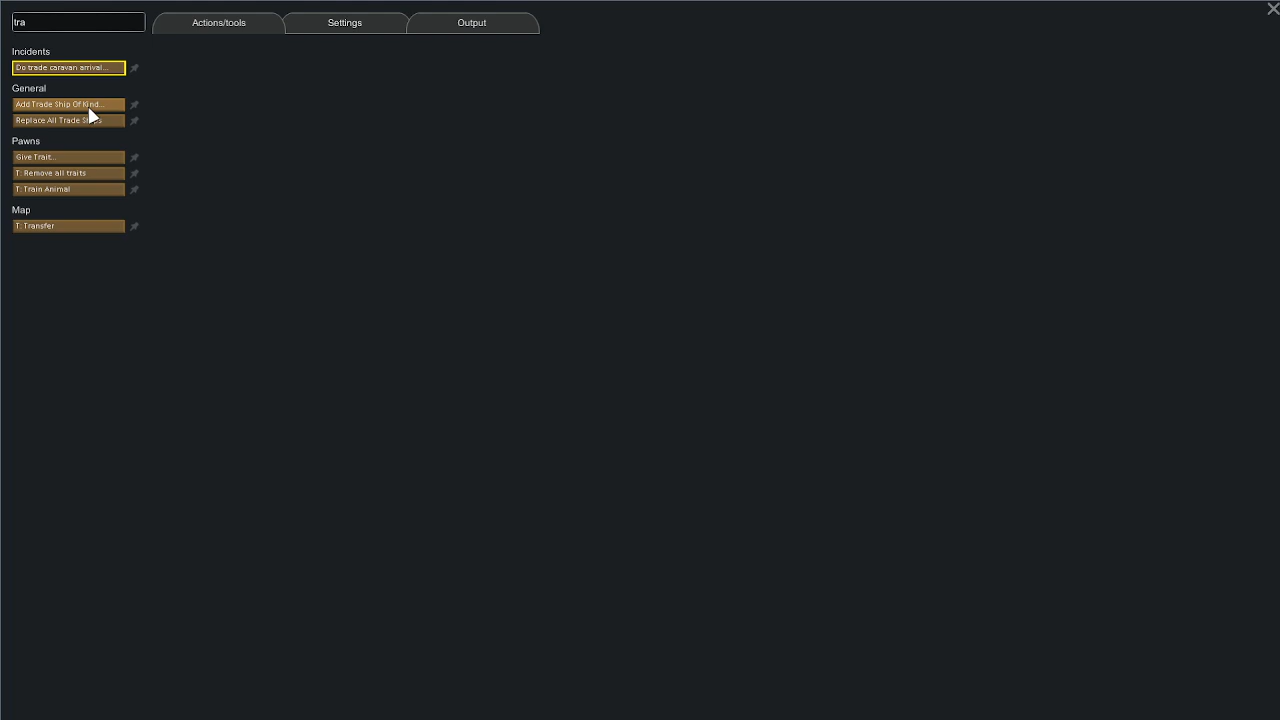 tra
Actions/tools
Settings
Output
Incidents
Do trade caravan arrival...
General
Add Trade Ship Of Kind...
Replace All Trade Ships
Pawns
Give Trait...
T: Remove all traits
T: Train Animal
Map
T: Transfer